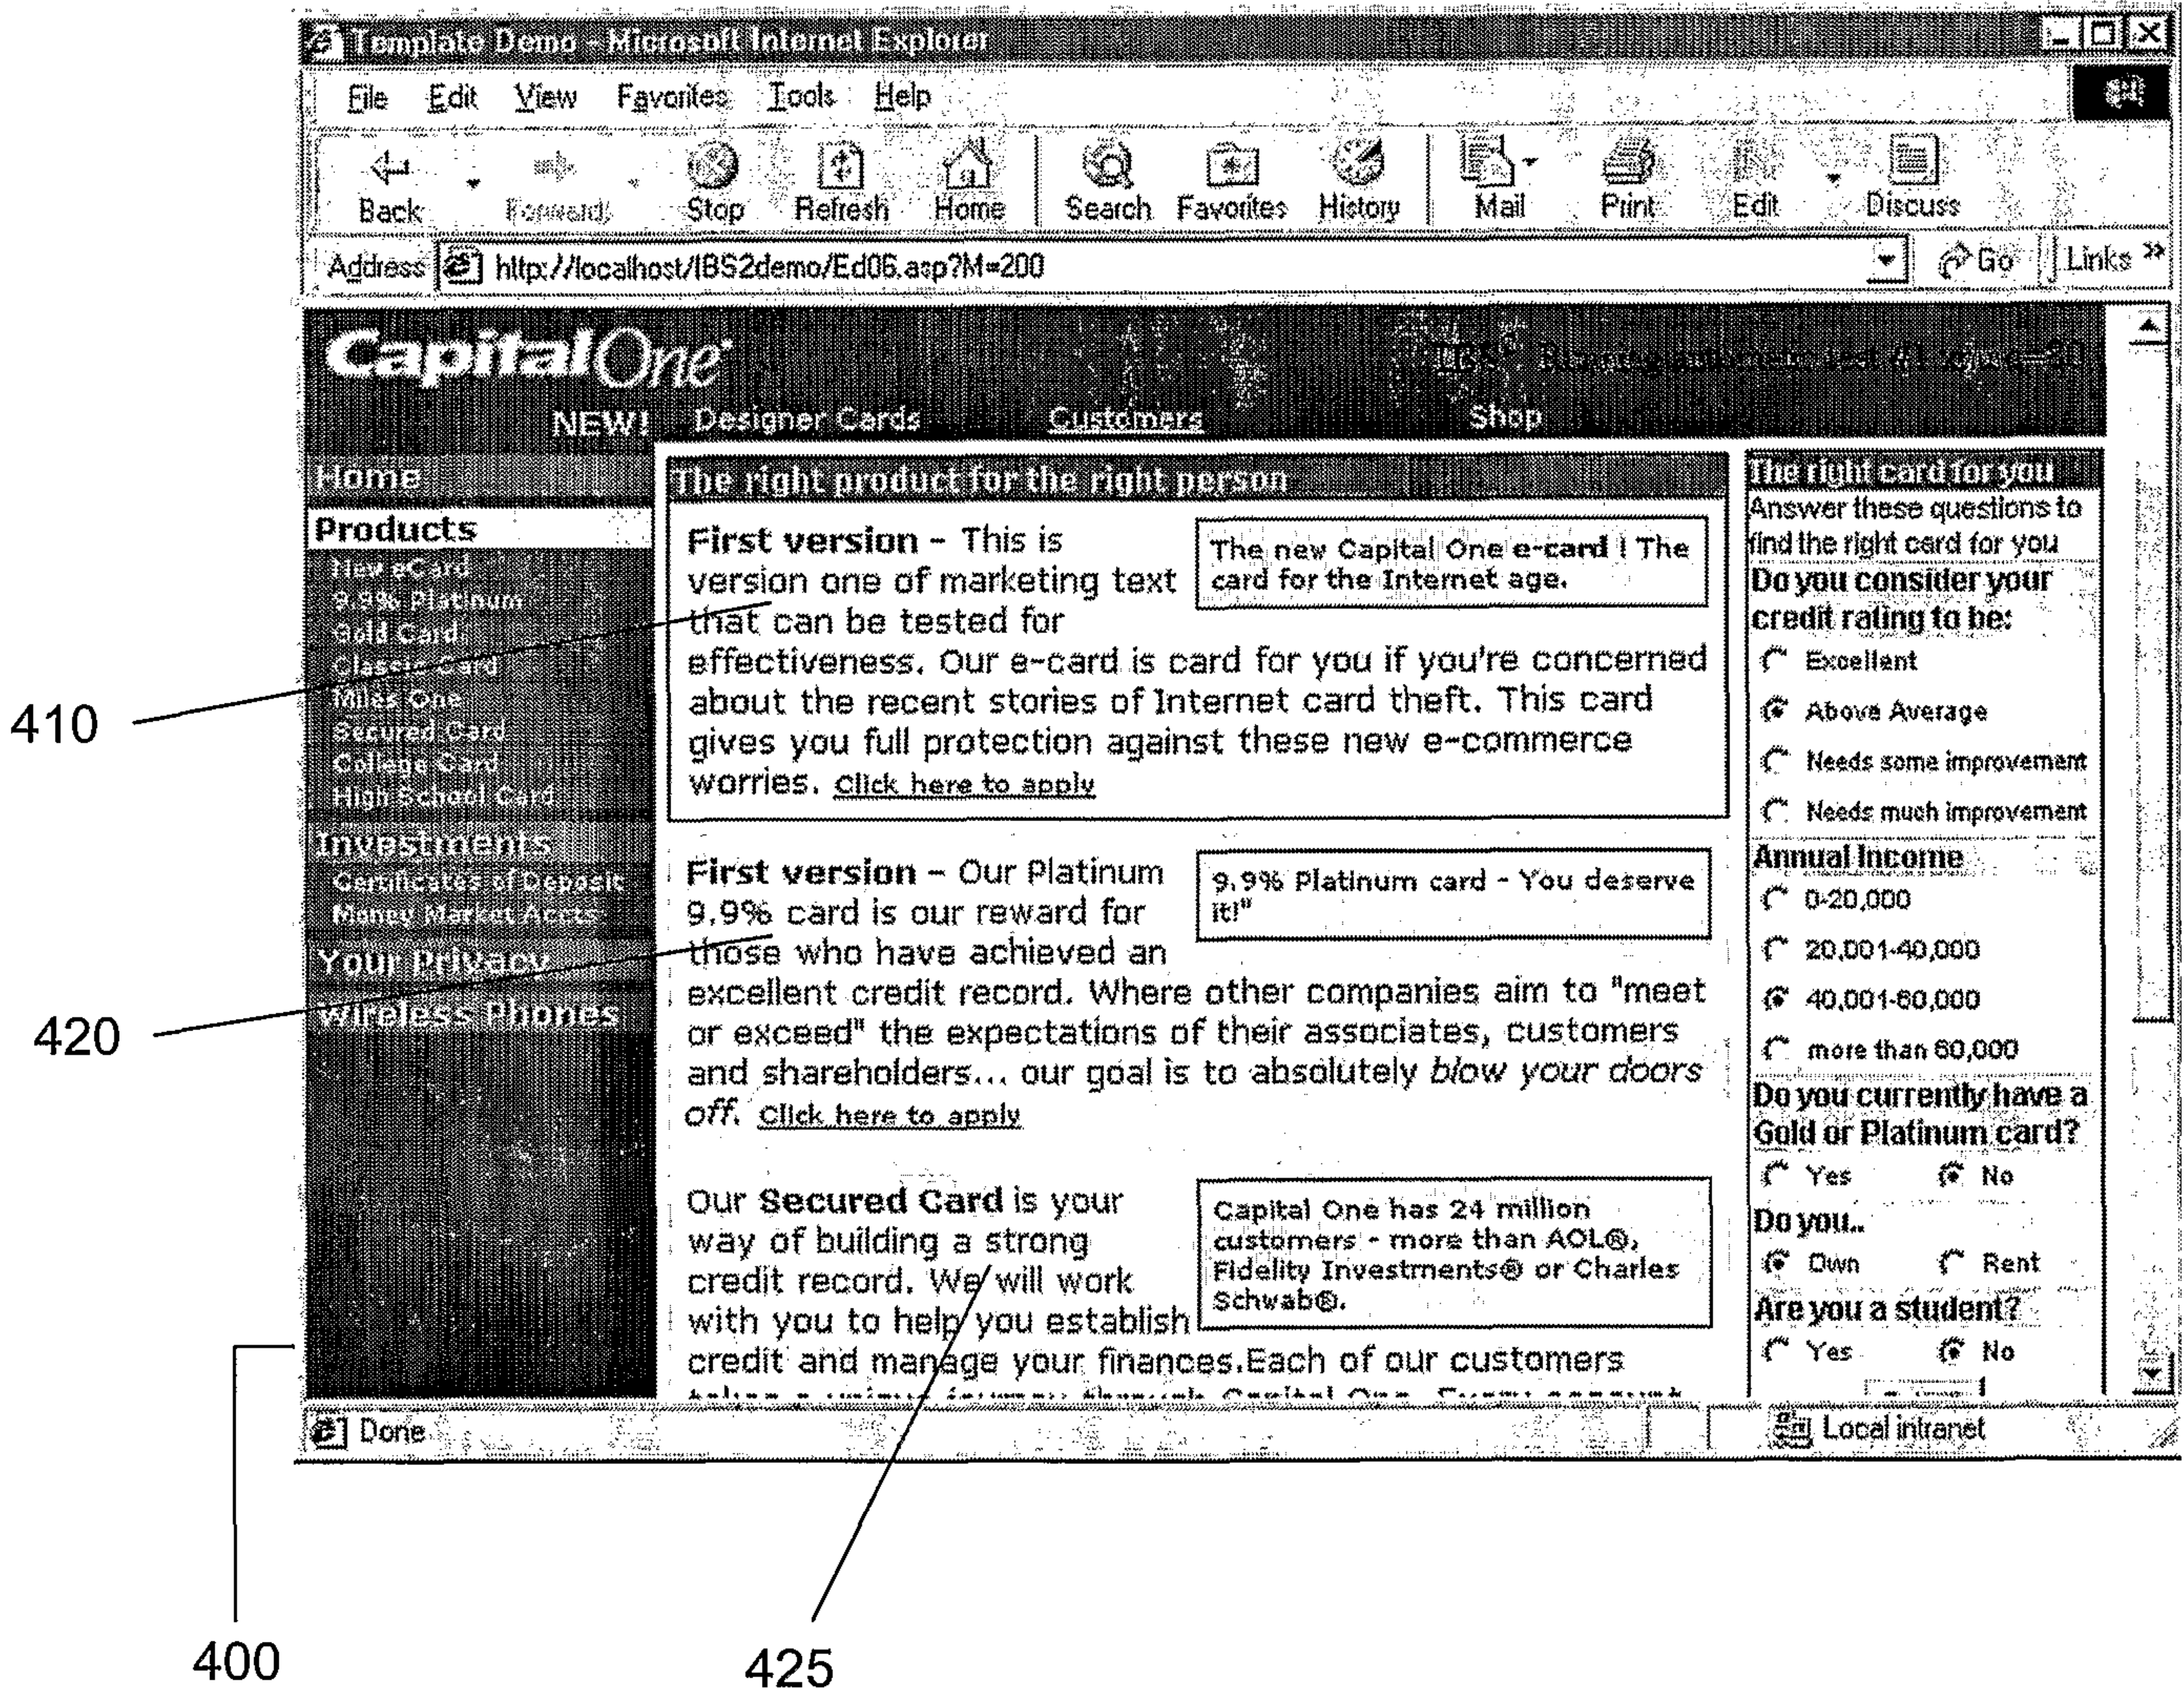 Template Demo - Microsoft Internet Explorer
File Edit View Favorites Tools Help
Back Forward Stop Refresh Home Search Favorites History Mail Print Edit Discuss
Address http://localhost/IBS2demo/Ed06.asp?M=200 Go Links »
CapitalOne
NEW! Designer Cards Customers Shop
Home
Products
New eCard
9.9% Platinum
Gold Card
Classic Card
Miles One
Secured Card
College Card
High School Card
Investments
Certificates of Deposit
Money Market Accts
Your Privacy
Wireless Phones
The right product for the right person
First version - This is
version one of marketing text
that can be tested for
effectiveness. Our e-card is card for you if you're concerned
about the recent stories of Internet card theft. This card
gives you full protection against these new e-commerce
worries. Click here to apply
The new Capital One e-card ! The
card for the Internet age.
First version - Our Platinum
9.9% card is our reward for
those who have achieved an
excellent credit record. Where other companies aim to "meet
or exceed" the expectations of their associates, customers
and shareholders... our goal is to absolutely blow your doors
off. Click here to apply
9.9% Platinum card - You deserve
it!"
Our Secured Card is your
way of building a strong
credit record. We will work
with you to help you establish
credit and manage your finances.Each of our customers
Capital One has 24 million
customers - more than AOL®,
Fidelity Investments® or Charles
Schwab®.
The right card for you
Answer these questions to
find the right card for you
Do you consider your
credit rating to be:
Excellent
Above Average
Needs some improvement
Needs much improvement
Annual Income
0-20,000
20,001-40,000
40,001-60,000
more than 60,000
Do you currently have a
Gold or Platinum card?
Yes No
Do you..
Own Rent
Are you a student?
Yes No
Done Local intranet
410
420
400
425